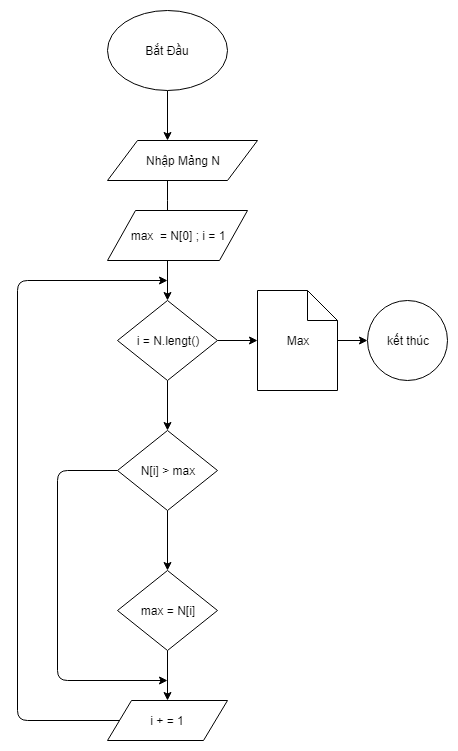 Bắt Đầu
Nhập Mảng N
max = N[0] ; i = 1
i = N.lengt()
Max
kết thúc
N[i] > max
max = N[i]
i + = 1